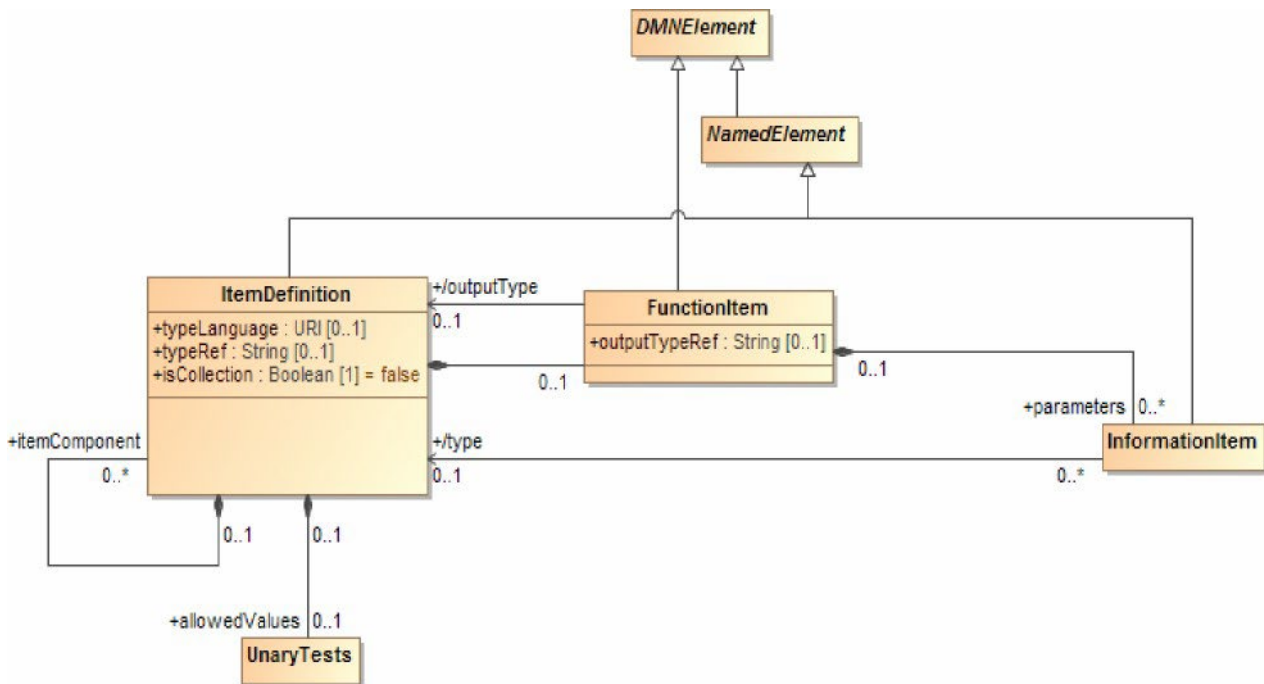 DMNElement
NamedElement
ItemDefinition
+typeLanguage : URI [0..1]
+typeRef : String [0..1]
+isCollection : Boolean [1] = false
+/outputType
0..1
FunctionItem
+outputTypeRef : String [0..1]
0..1
0..1
+parameters
0..*
+itemComponent
0..*
+/type
0..1
0..*
InformationItem
0..1
0..1
+allowedValues
0..1
UnaryTests